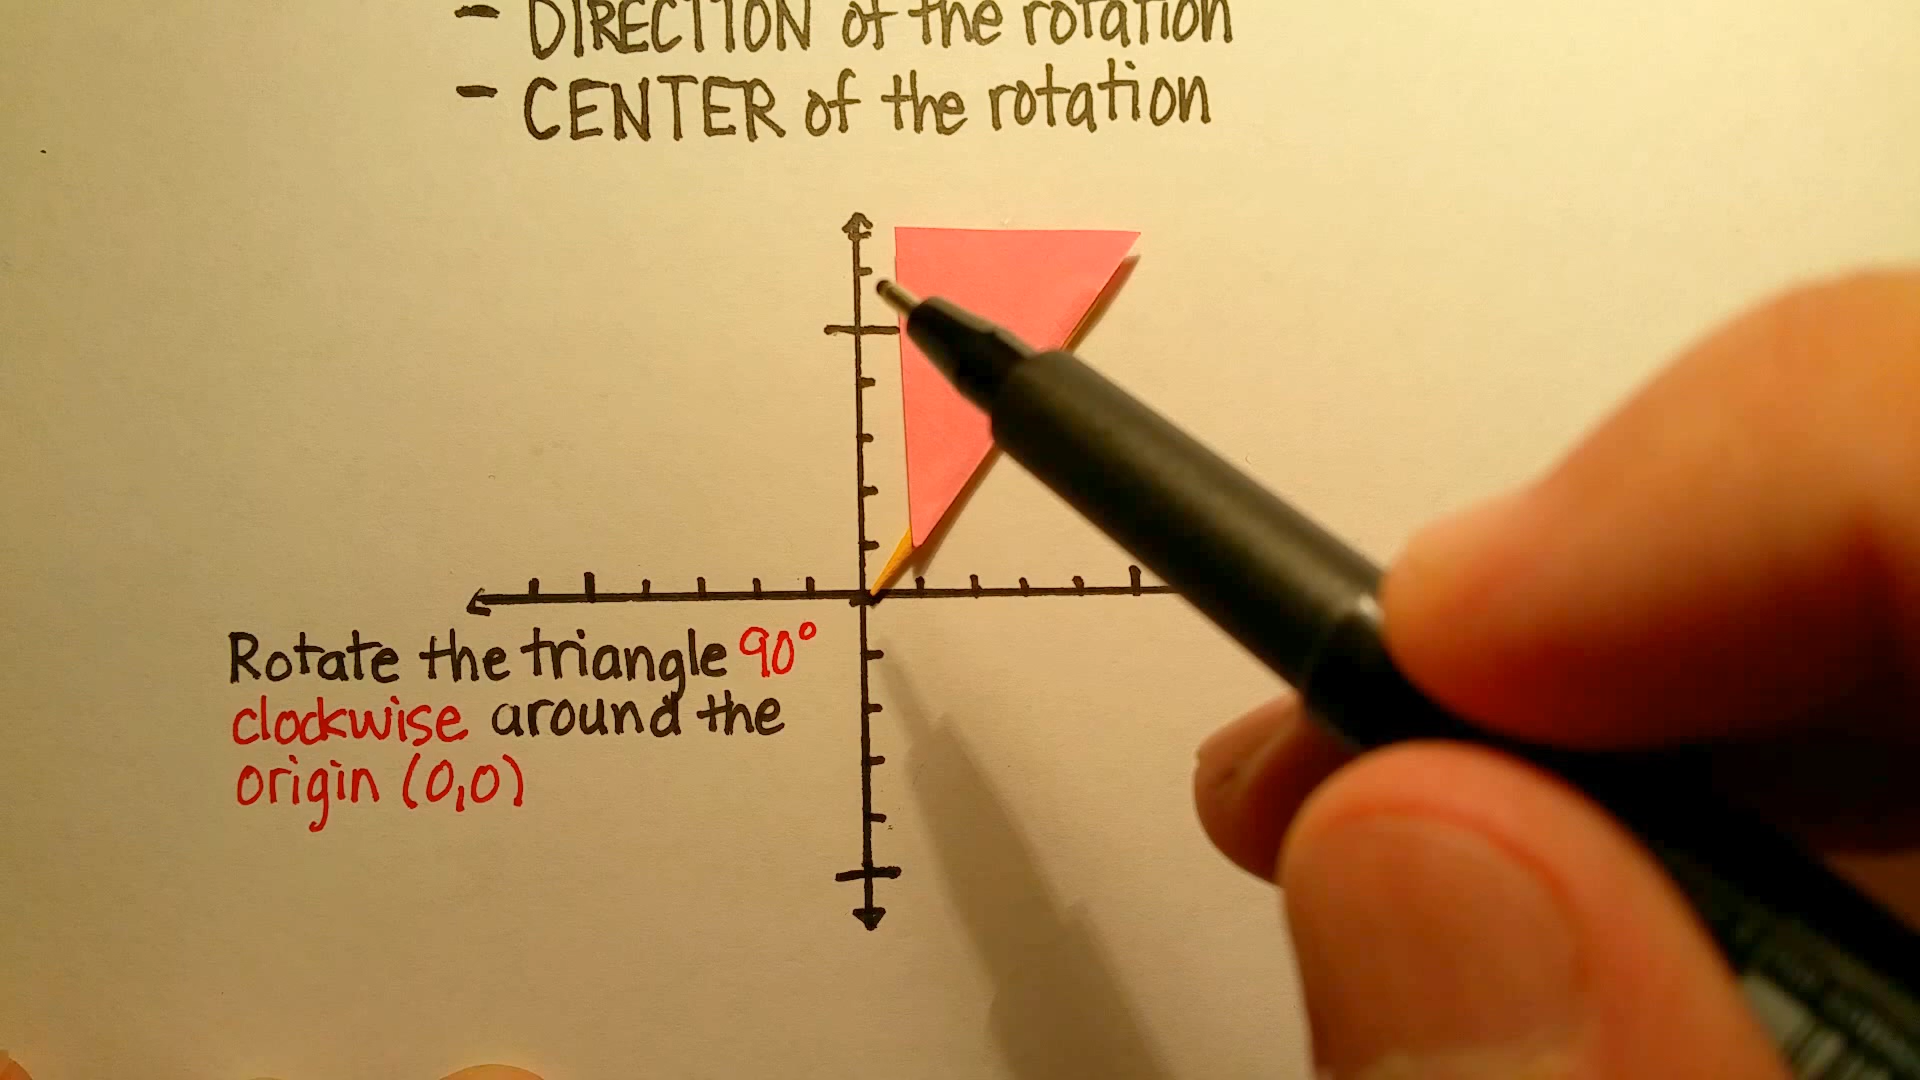 - DIRECTION of the rotation
- CENTER of the rotation
Rotate the triangle 90°
clockwise around the
origin (0,0)